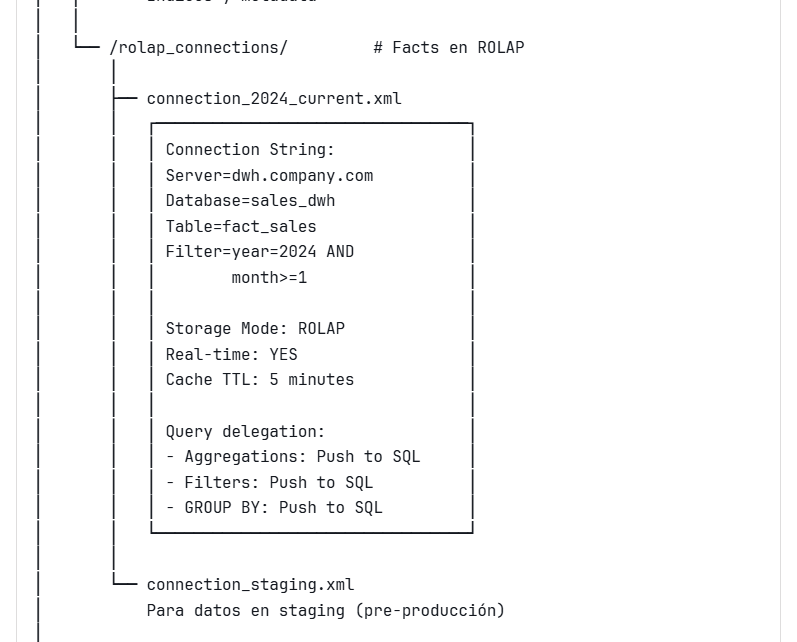 /rolap_connections/ # Facts en ROLAP
connection_2024_current.xml
Connection String:
Server=dwh.company.com
Database=sales_dwh
Table=fact_sales
Filter=year=2024 AND
month>=1
Storage Mode: ROLAP
Real-time: YES
Cache TTL: 5 minutes
Query delegation:
- Aggregations: Push to SQL
- Filters: Push to SQL
- GROUP BY: Push to SQL
connection_staging.xml
Para datos en staging (pre-producción)